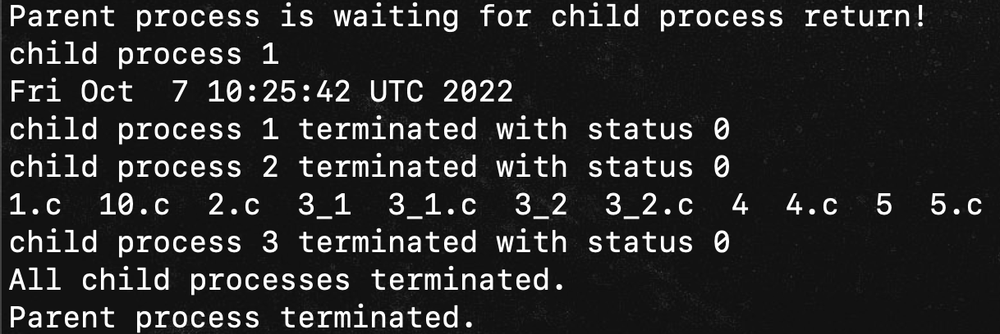 Parent process is waiting for child process return!
child process 1
Fri Oct  7 10:25:42 UTC 2022
child process 1 terminated with status 0
child process 2 terminated with status 0
1.c  10.c  2.c  3_1  3_1.c  3_2  3_2.c  4  4.c  5  5.c
child process 3 terminated with status 0
All child processes terminated.
Parent process terminated.